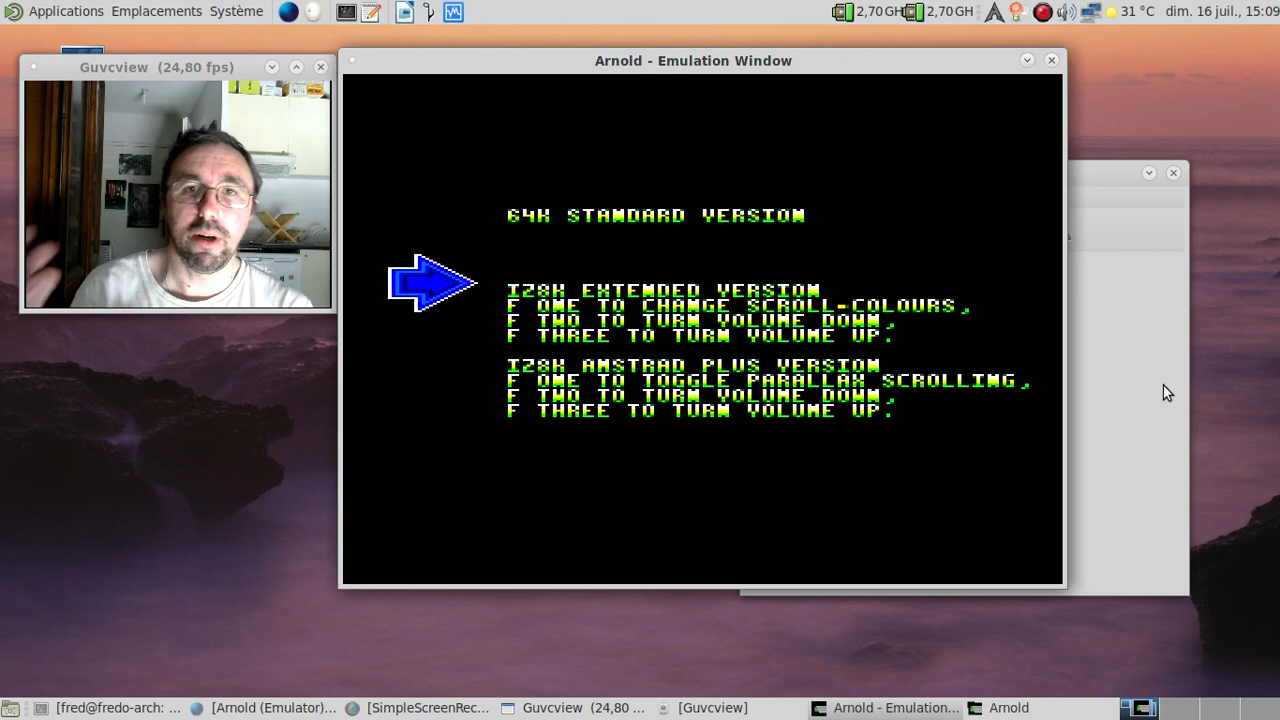 Applications Emplacements Système 2,70 GH 2,70 GH 31 °C dim. 16 juil., 15:09
Guvcview (24,80 fps)
Arnold - Emulation Window
64K STANDARD VERSION
128K EXTENDED VERSION
F ONE TO CHANGE SCROLL-COLOURS,
F TWO TO TURN VOLUME DOWN,
F THREE TO TURN VOLUME UP.
128K AMSTRAD PLUS VERSION
F ONE TO TOGGLE PARALLAX SCROLLING,
F TWO TO TURN VOLUME DOWN,
F THREE TO TURN VOLUME UP.
[fred@fredo-arch: ... [Arnold (Emulator)... [SimpleScreenRec... Guvcview (24,80 ... [Guvcview] Arnold - Emulation... Arnold